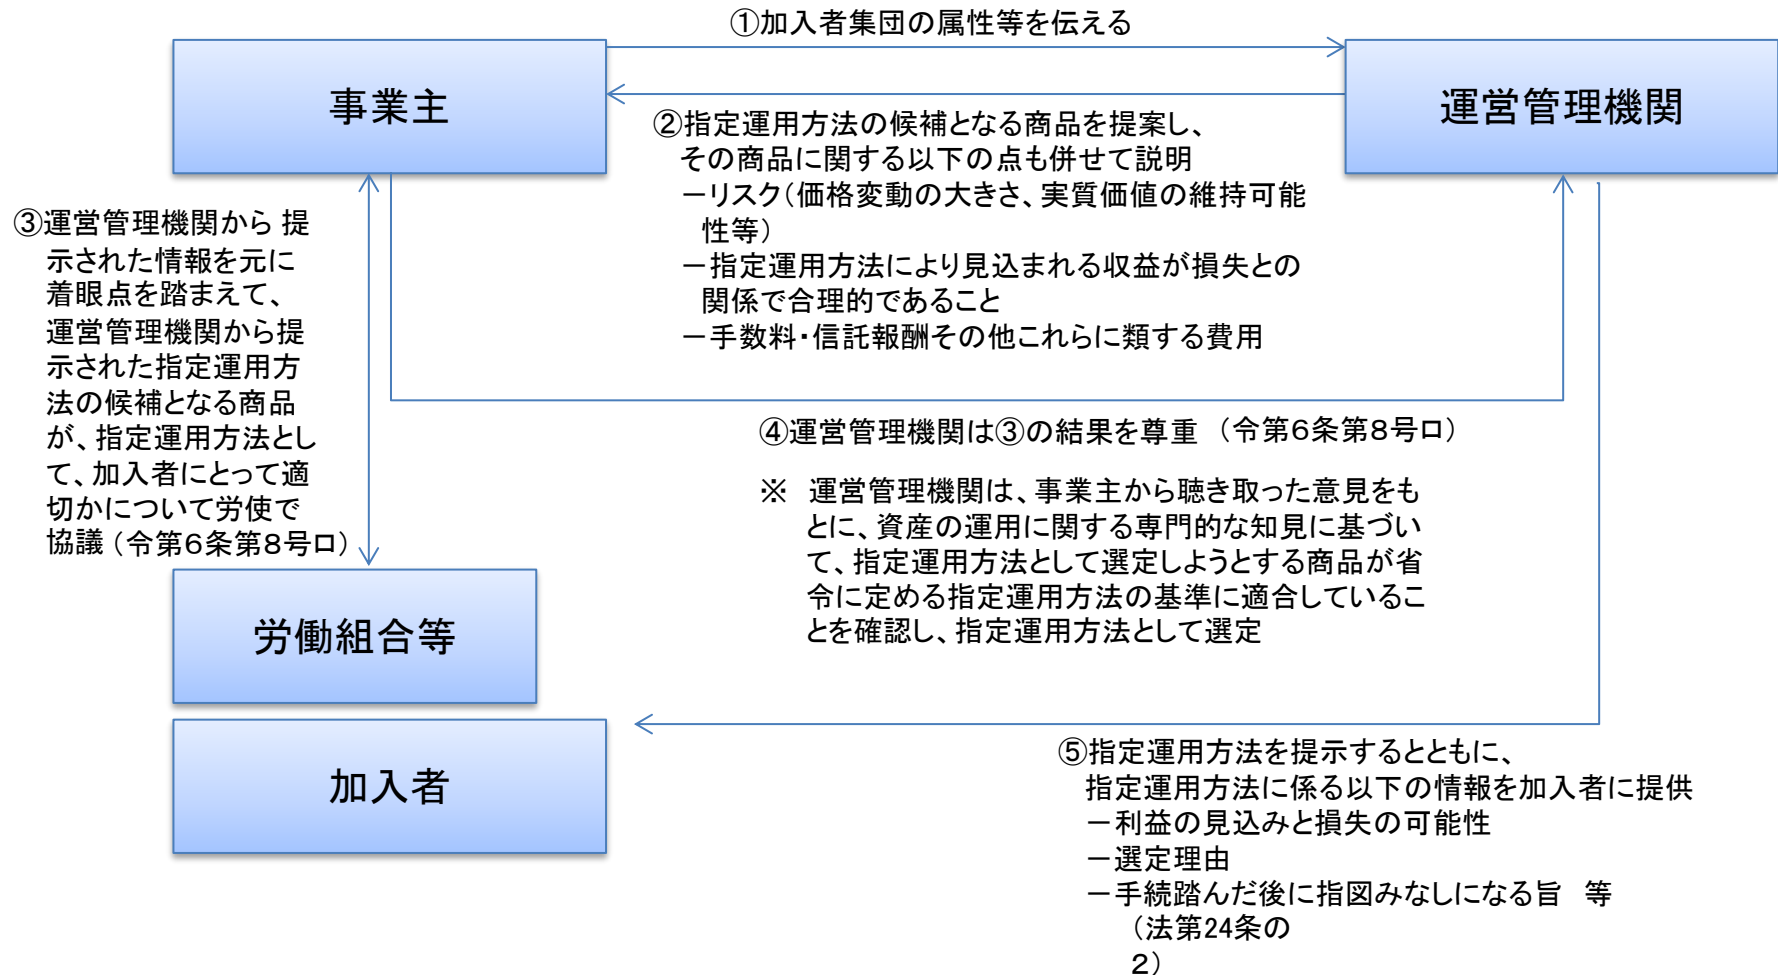 ①加入者集団の属性等を伝える
事業主
運営管理機関
②指定運用方法の候補となる商品を提案し、
その商品に関する以下の点も併せて説明
－リスク（価格変動の大きさ、実質価値の維持可能
性等）
－指定運用方法により見込まれる収益が損失との
関係で合理的であること
－手数料・信託報酬その他これらに類する費用
③運営管理機関から 提
示された情報を元に
着眼点を踏まえて、
運営管理機関から提
示された指定運用方
法の候補となる商品
が、指定運用方法とし
て、加入者にとって適
切かについて労使で
協議（令第６条第８号ロ）
④運営管理機関は③の結果を尊重 （令第６条第８号ロ）
※ 運営管理機関は、事業主から聴き取った意見をも
とに、資産の運用に関する専門的な知見に基づい
て、指定運用方法として選定しようとする商品が省
令に定める指定運用方法の基準に適合しているこ
とを確認し、指定運用方法として選定
労働組合等
加入者
⑤指定運用方法を提示するとともに、
指定運用方法に係る以下の情報を加入者に提供
－利益の見込みと損失の可能性
－選定理由
－手続踏んだ後に指図みなしになる旨 等
（法第24条の
２）